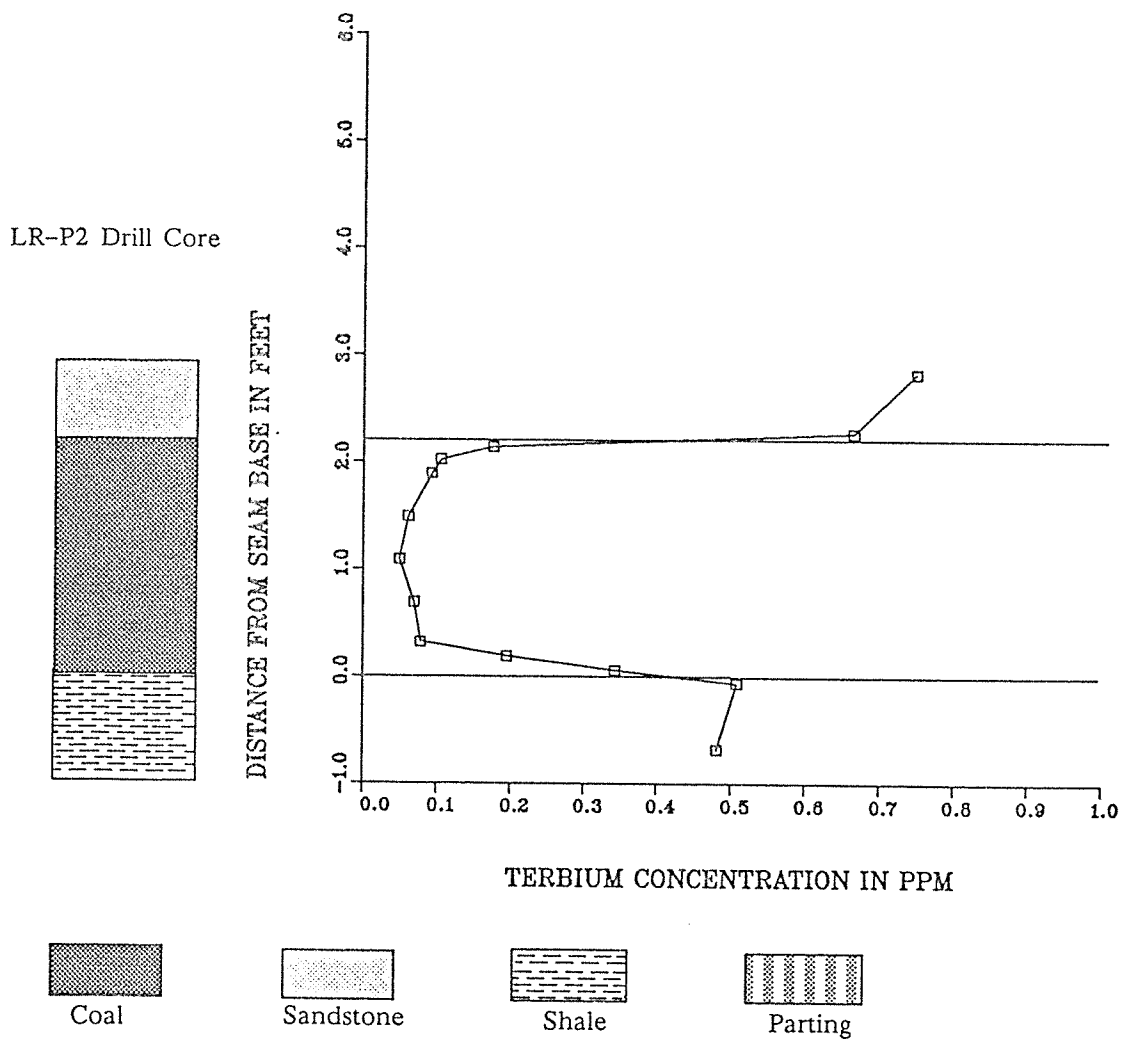 6.0
5.0
4.0
3.0
2.0
1.0
0.0
-1.0
LR-P2 Drill Core
DISTANCE FROM SEAM BASE IN FEET
0.0 0.1 0.2 0.3 0.4 0.5 0.6 0.7 0.8 0.9 1.0
TERBIUM CONCENTRATION IN PPM
Coal Sandstone Shale Parting